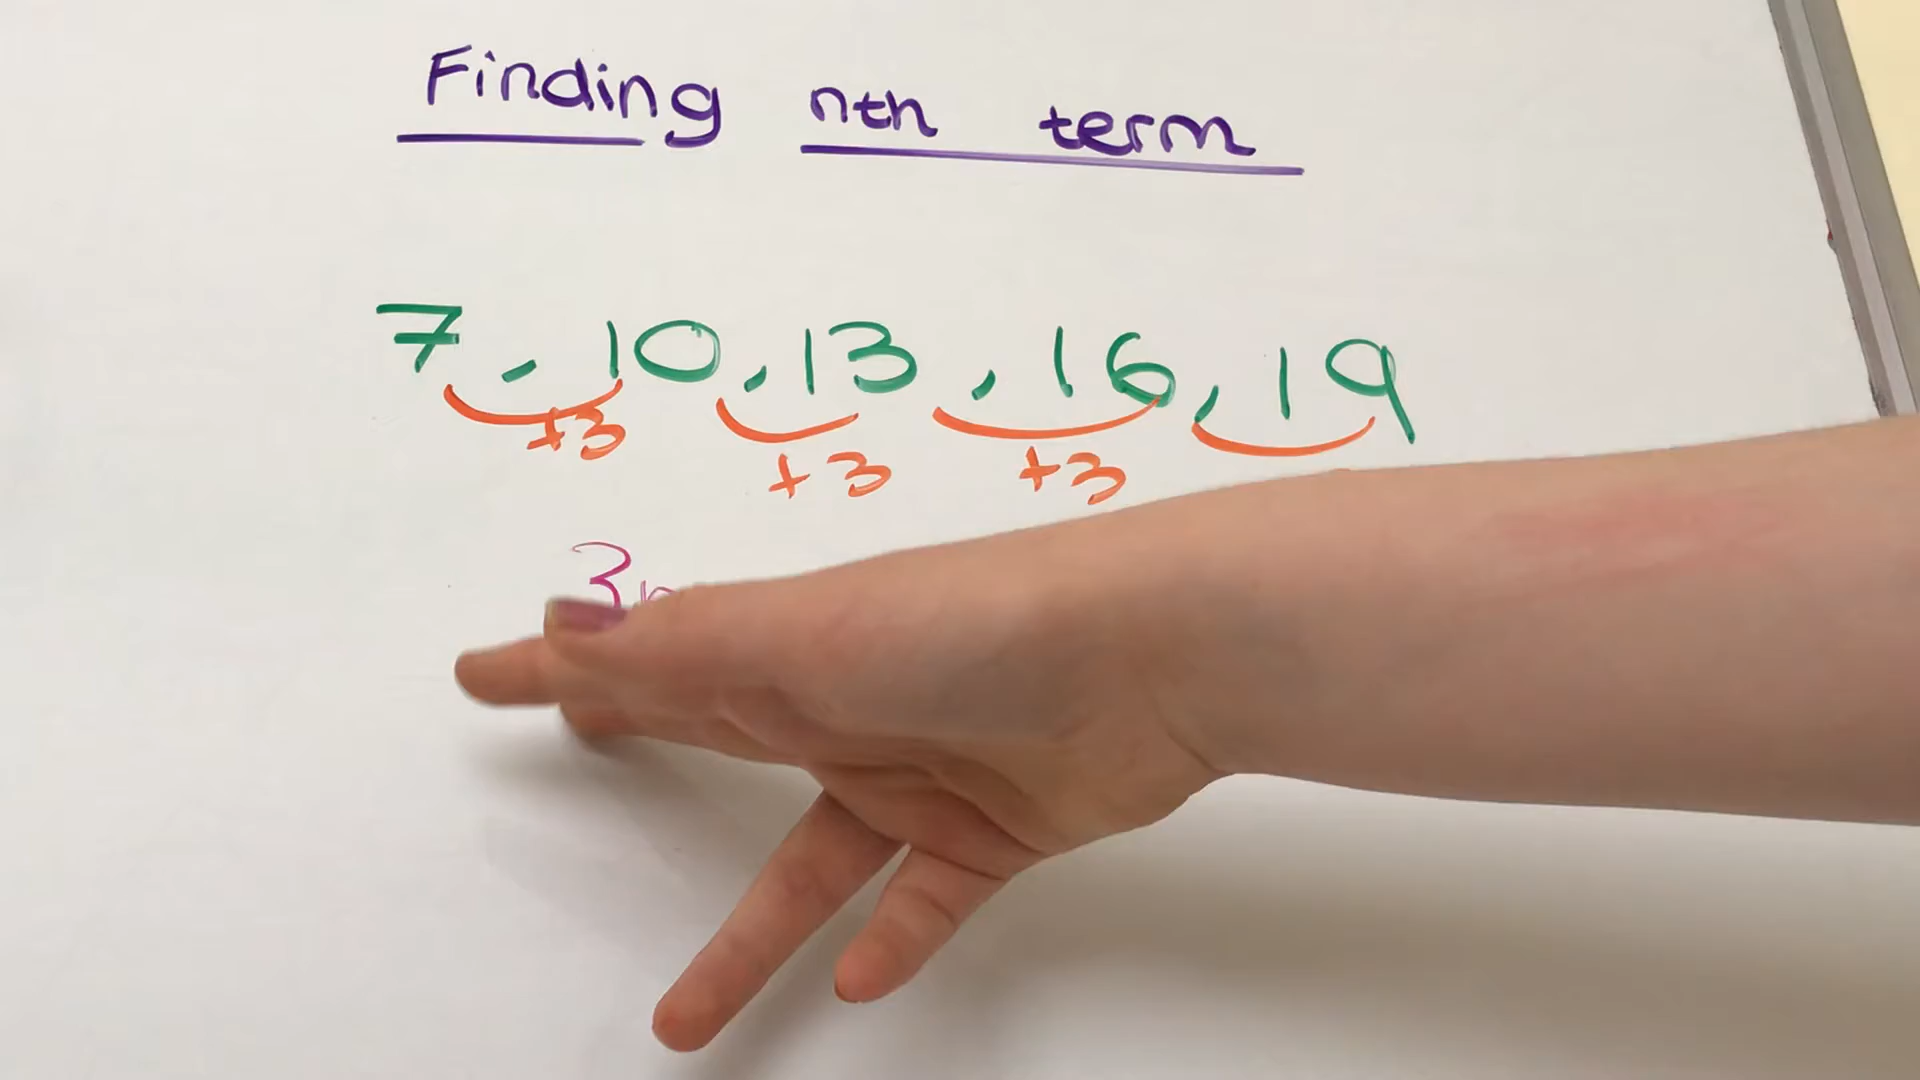 Finding nth term
7, 10, 13, 16, 19
+3 +3 +3
3n